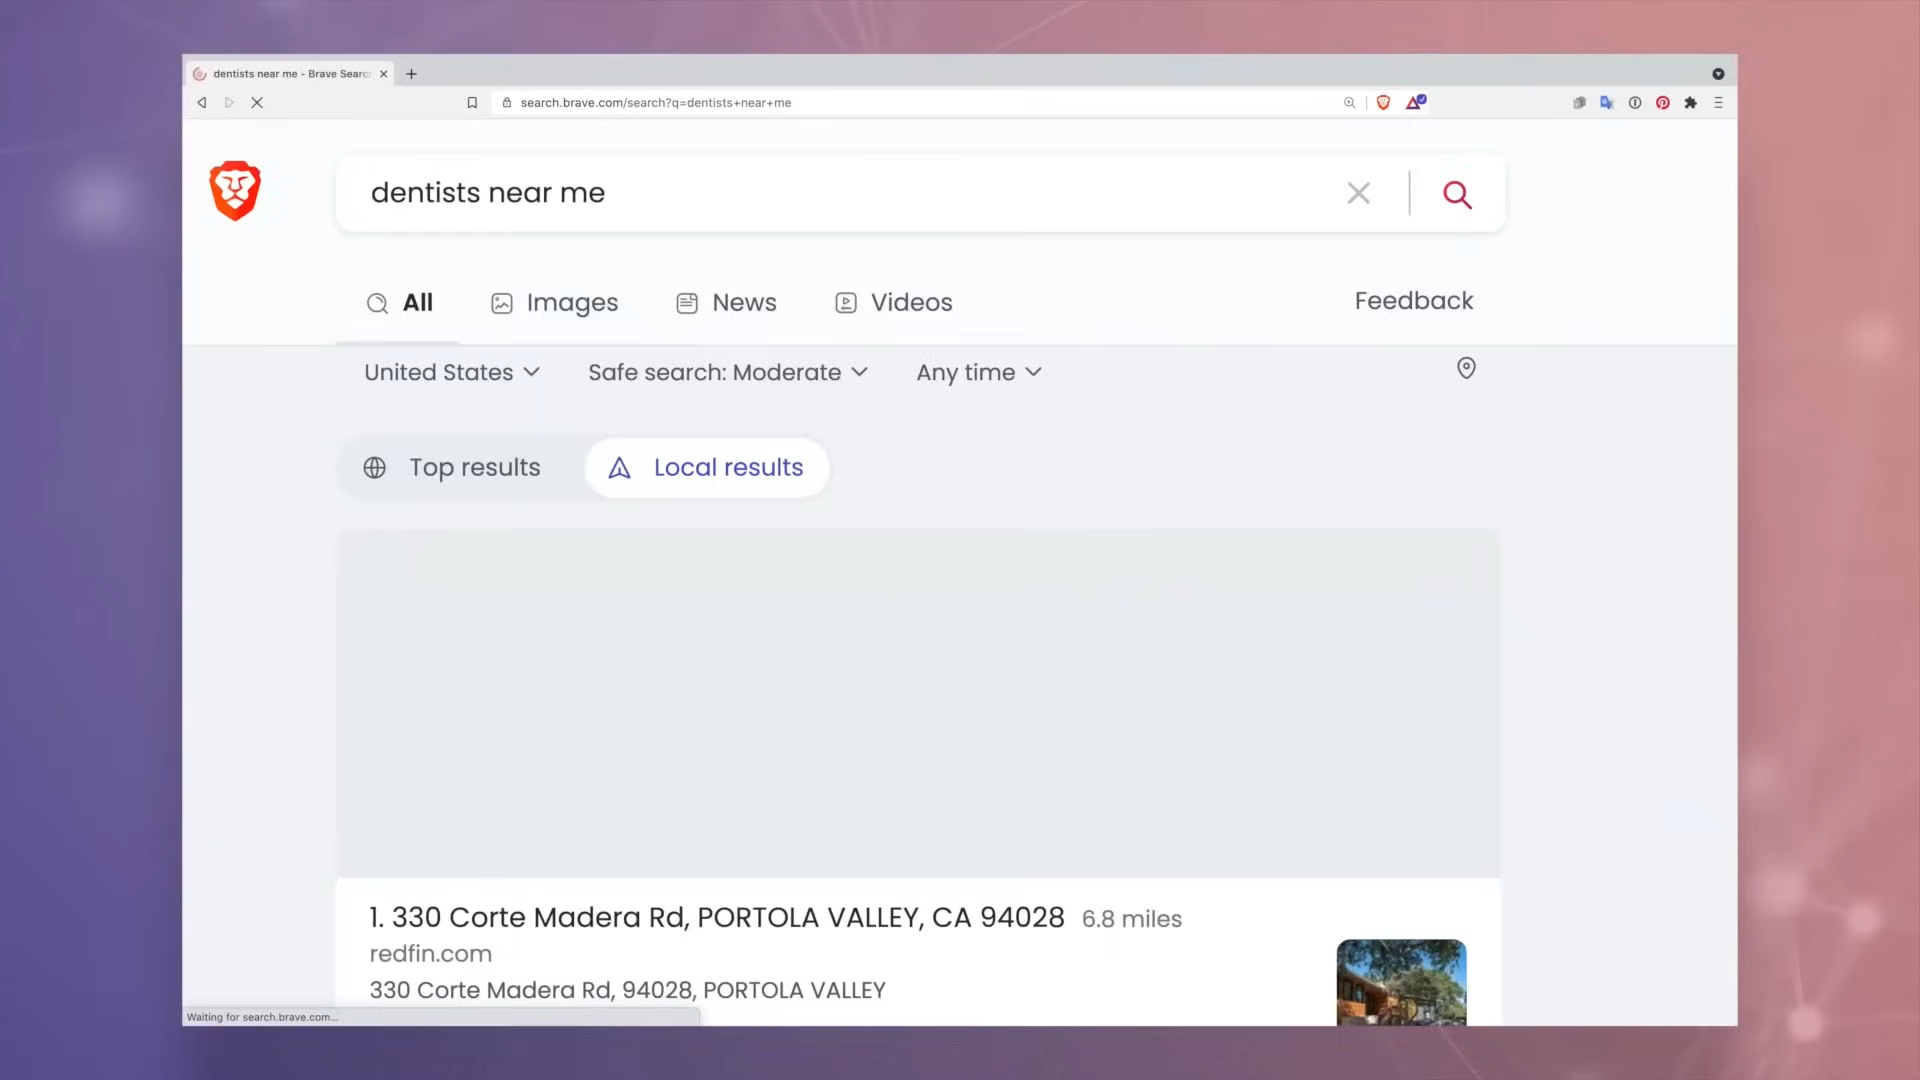 dentists near me - Brave Searc
search.brave.com/search?q=dentists+near+me
dentists near me
All Images News Videos Feedback
United States Safe search: Moderate Any time
Top results Local results
1. 330 Corte Madera Rd, PORTOLA VALLEY, CA 94028 6.8 miles
redfin.com
330 Corte Madera Rd, 94028, PORTOLA VALLEY
Waiting for search.brave.com...